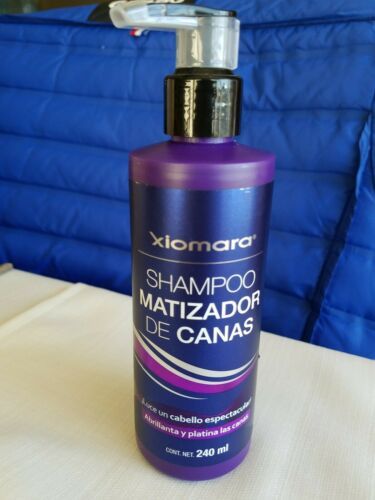 xiomara®
SHAMPOO
MATIZADOR
DE CANAS
¡Luce un cabello espectacular!
Abrillanta y platina las canas
CONT. NET. 240 ml